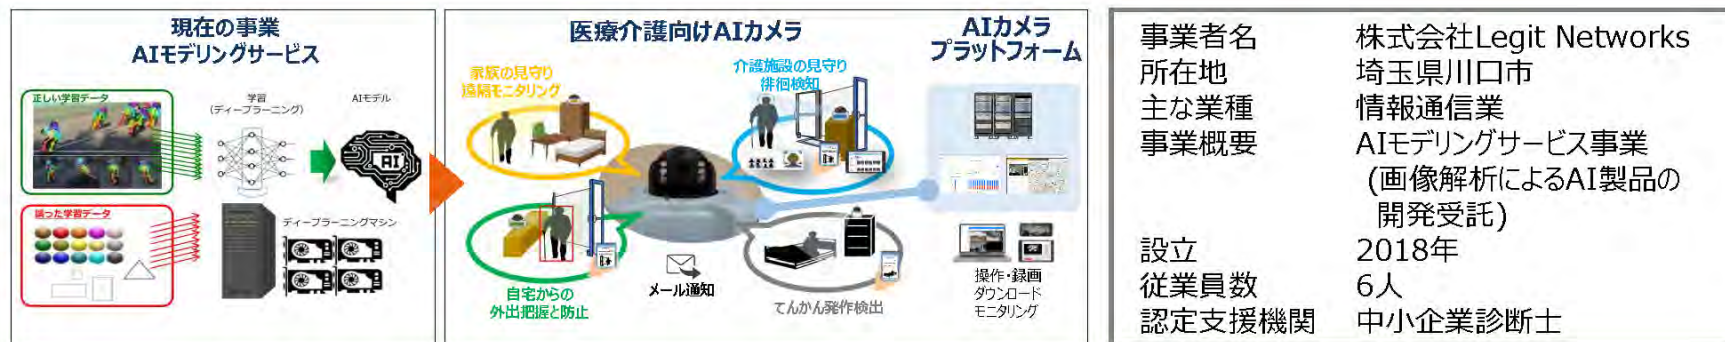 現在の事業
AIモデリングサービス
正しい学習データ
学習
(ディープラーニング)
AIモデル
AI
誤った学習データ
ディープラーニングマシン
医療介護向けAIカメラ
家族の見守り
遠隔モニタリング
介護施設の見守り
徘徊検知
自宅からの
外出把握と防止
メール通知
てんかん発作検出
AIカメラ
プラットフォーム
操作・録画
ダウンロード
モニタリング
事業者名 株式会社Legit Networks
所在地 埼玉県川口市
主な業種 情報通信業
事業概要 AIモデリングサービス事業
(画像解析によるAI製品の
開発受託)
設立 2018年
従業員数 6人
認定支援機関 中小企業診断士